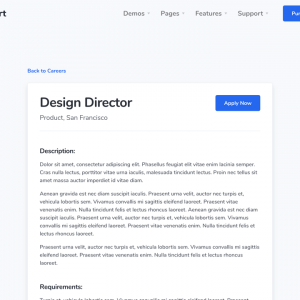 rt Demos Pages Features Support Pu
Back to Careers
Design Director
Apply Now
Product, San Francisco
Description:
Dolor sit amet, consectetur adipiscing elit. Phasellus feugiat elit vitae enim lacinia semper.
Cras nulla lectus, porttitor vitae urna iaculis, malesuada tincidunt lectus. Proin nec tellus sit
amet massa auctor imperdiet id vitae diam.
Aenean gravida est nec diam suscipit iaculis. Praesent urna velit, auctor nec turpis et,
vehicula lobortis sem. Vivamus convallis mi sagittis eleifend laoreet. Praesent vitae
venenatis enim. Nulla tincidunt felis et lectus rhoncus laoreet. Aenean gravida est nec diam
suscipit iaculis. Praesent urna velit, auctor nec turpis et, vehicula lobortis sem. Vivamus
convallis mi sagittis eleifend laoreet. Praesent vitae venenatis enim. Nulla tincidunt felis et
lectus rhoncus laoreet.
Praesent urna velit, auctor nec turpis et, vehicula lobortis sem. Vivamus convallis mi sagittis
eleifend laoreet. Praesent vitae venenatis enim. Nulla tincidunt felis et lectus rhoncus
laoreet.
Requirements: